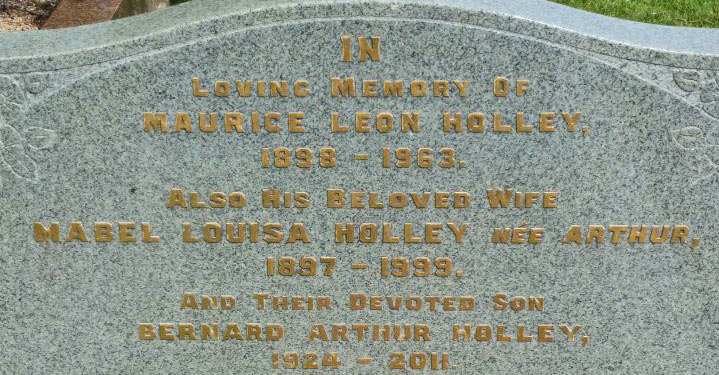 IN
LOVING MEMORY OF
MAURICE LEON HOLLEY,
1898 - 1963.
ALSO HIS BELOVED WIFE
MABEL LOUISA HOLLEY NÉE ARTHUR,
1897 - 1999.
AND THEIR DEVOTED SON
BERNARD ARTHUR HOLLEY,
1924 - 2011.